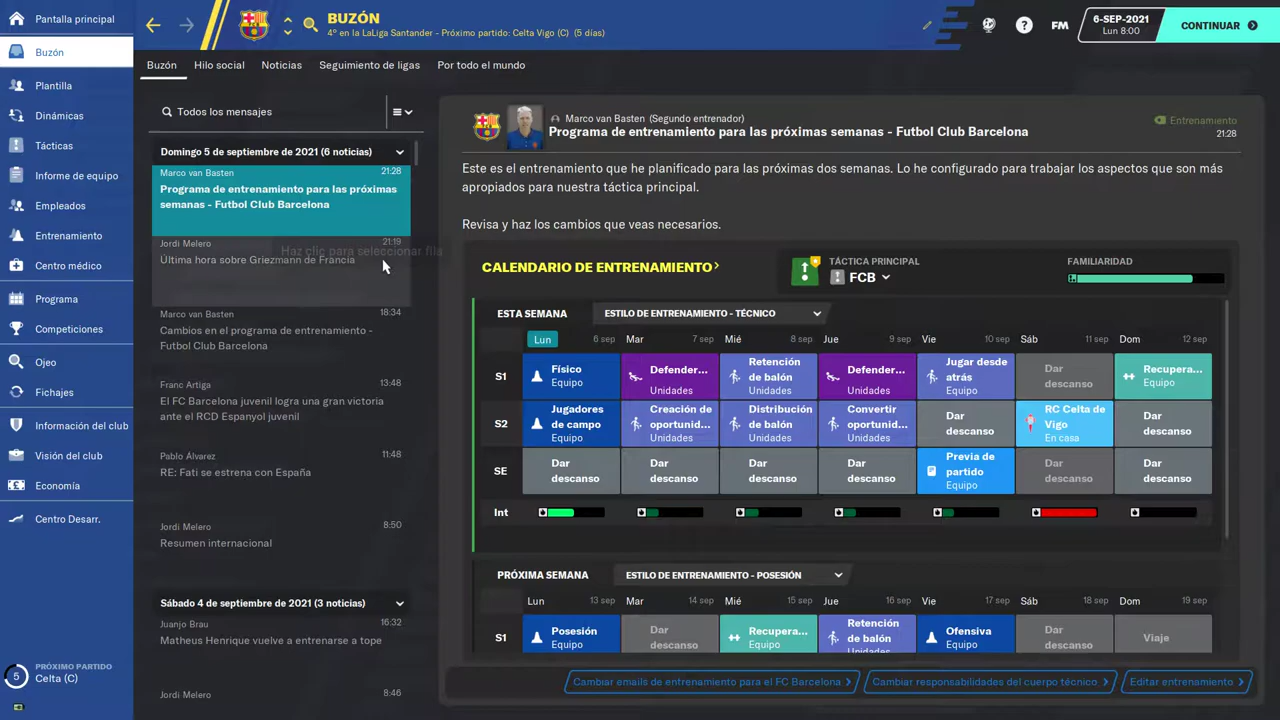 Pantalla principal
Buzón
Plantilla
Dinámicas
Tácticas
Informe de equipo
Empleados
Entrenamiento
Centro médico
Programa
Competiciones
Ojeo
Fichajes
Información del club
Visión del club
Economía
Centro Desarr.
5
PRÓXIMO PARTIDO
Celta (C)
BUZÓN
4º en la LaLiga Santander - Próximo partido: Celta Vigo (C) (5 días)
FM
6-SEP-2021
Lun 8:00
CONTINUAR
Buzón Hilo social Noticias Seguimiento de ligas Por todo el mundo
Todos los mensajes
Domingo 5 de septiembre de 2021 (6 noticias)
Marco van Basten 21:28
Programa de entrenamiento para las próximas
semanas - Futbol Club Barcelona
Jordi Melero 21:19
Haz clic para seleccionar fila
Última hora sobre Griezmann de Francia
Marco van Basten 18:34
Cambios en el programa de entrenamiento -
Futbol Club Barcelona
Franc Artiga 13:48
El FC Barcelona juvenil logra una gran victoria
ante el RCD Espanyol juvenil
Pablo Álvarez 11:48
RE: Fati se estrena con España
Jordi Melero 8:50
Resumen internacional
Sábado 4 de septiembre de 2021 (3 noticias)
Juanjo Brau 16:32
Matheus Henrique vuelve a entrenarse a tope
Jordi Melero 8:46
Marco van Basten (Segundo entrenador)
Programa de entrenamiento para las próximas semanas - Futbol Club Barcelona
Entrenamiento
21:28
Este es el entrenamiento que he planificado para las próximas dos semanas. Lo he configurado para trabajar los aspectos que son más
apropiados para nuestra táctica principal.
Revisa y haz los cambios que veas necesarios.
CALENDARIO DE ENTRENAMIENTO
TÁCTICA PRINCIPAL
FCB
FAMILIARIDAD
ESTA SEMANA ESTILO DE ENTRENAMIENTO - TÉCNICO
Lun 6 sep Mar 7 sep Mié 8 sep Jue 9 sep Vie 10 sep Sáb 11 sep Dom 12 sep
S1
Físico
Equipo
Defender...
Unidades
Retención
de balón
Unidades
Defender...
Unidades
Jugar desde
atrás
Equipo
Dar
descanso
Recupera...
Equipo
S2
Jugadores
de campo
Equipo
Creación de
oportunid...
Unidades
Distribución
de balón
Unidades
Convertir
oportunid...
Unidades
Dar
descanso
RC Celta de
Vigo
En casa
Dar
descanso
SE
Dar
descanso
Dar
descanso
Dar
descanso
Dar
descanso
Previa de
partido
Equipo
Dar
descanso
Dar
descanso
Int
PRÓXIMA SEMANA ESTILO DE ENTRENAMIENTO - POSESIÓN
Lun 13 sep Mar 14 sep Mié 15 sep Jue 16 sep Vie 17 sep Sáb 18 sep Dom 19 sep
S1
Posesión
Equipo
Dar
descanso
Recupera...
Equipo
Retención
de balón
Unidades
Ofensiva
Equipo
Dar
descanso
Viaje
Cambiar emails de entrenamiento para el FC Barcelona
Cambiar responsabilidades del cuerpo técnico
Editar entrenamiento